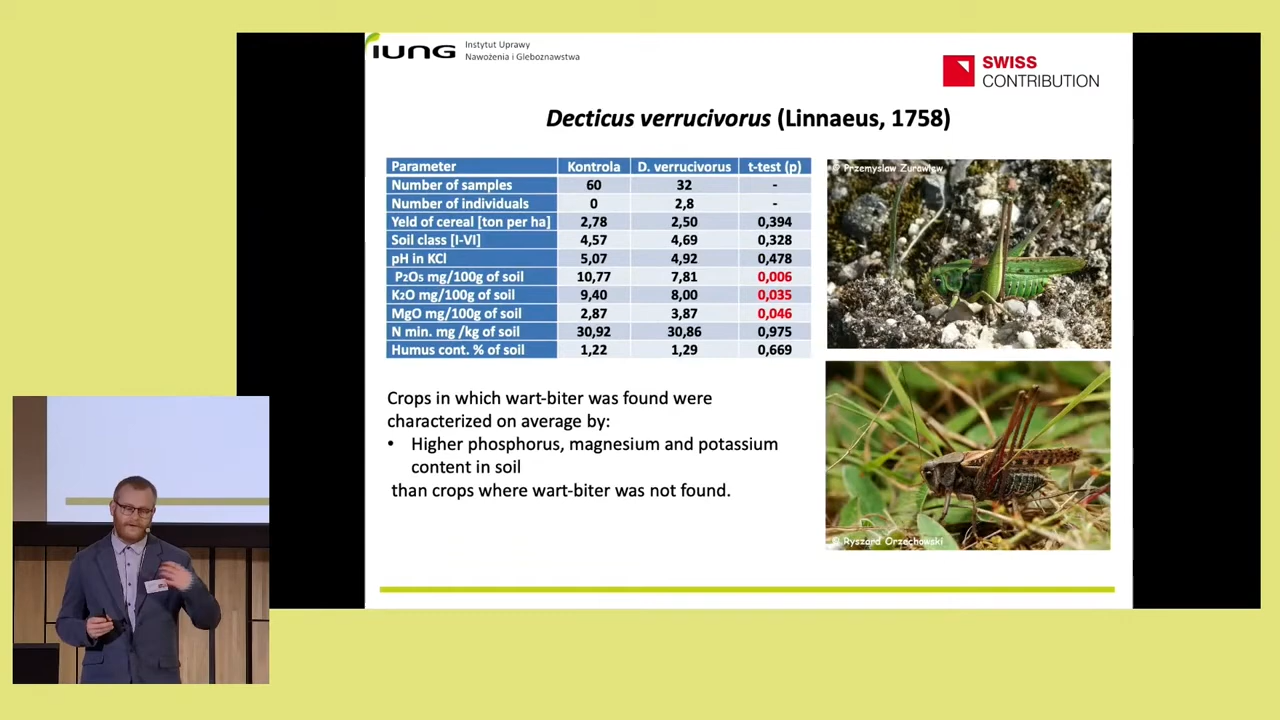 IUNG
Instytut Uprawy
Nawożenia i Gleboznawstwa
SWISS
CONTRIBUTION
Decticus verrucivorus (Linnaeus, 1758)
Parameter Kontrola D. verrucivorus t-test (p)
Number of samples 60 32 -
Number of individuals 0 2,8 -
Yeld of cereal [ton per ha] 2,78 2,50 0,394
Soil class [I-VI] 4,57 4,69 0,328
pH in KCl 5,07 4,92 0,478
P₂O₅ mg/100g of soil 10,77 7,81 0,006
K₂O mg/100g of soil 9,40 8,00 0,035
MgO mg/100g of soil 2,87 3,87 0,046
N min. mg /kg of soil 30,92 30,86 0,975
Humus cont. % of soil 1,22 1,29 0,669
© Przemysław Żurawlew
Crops in which wart-biter was found were
characterized on average by:
• Higher phosphorus, magnesium and potassium
content in soil
than crops where wart-biter was not found.
© Ryszard Orzechowski